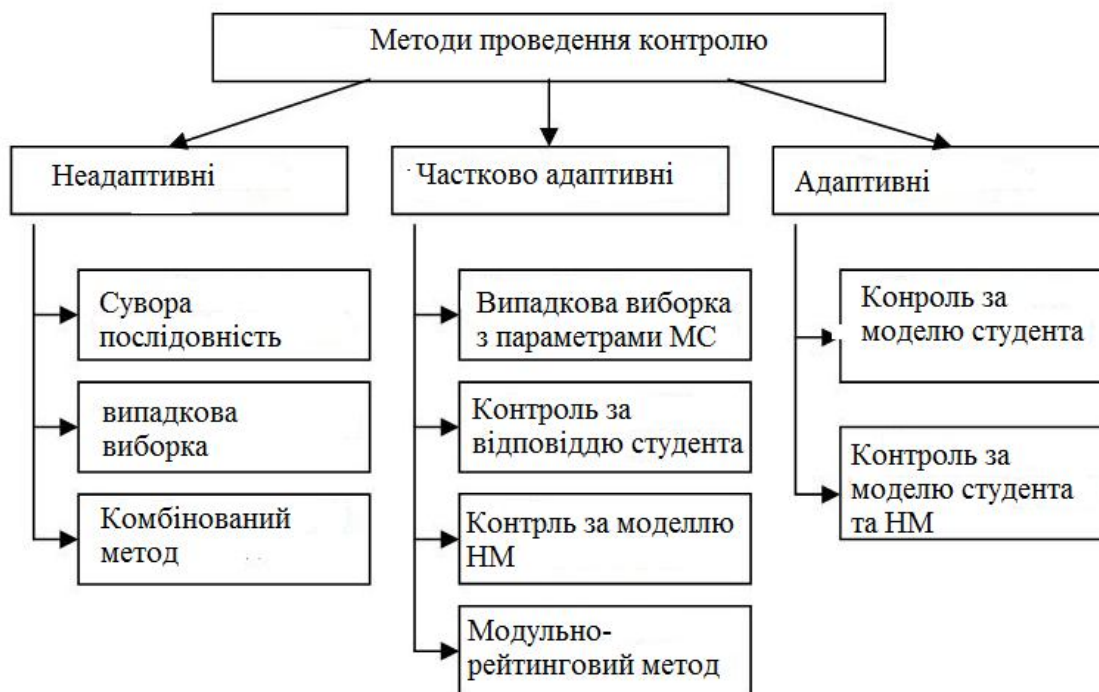 Методи проведення контролю
Неадаптивні
Частково адаптивні
Адаптивні
Сувора
послідовність
випадкова
виборка
Комбінований
метод
Випадкова виборка
з параметрами МС
Контроль за
відповіддю студента
Контрль за моделлю
НМ
Модульно-
рейтинговий метод
Конроль за
моделю студента
Контроль за
моделю студента
та НМ